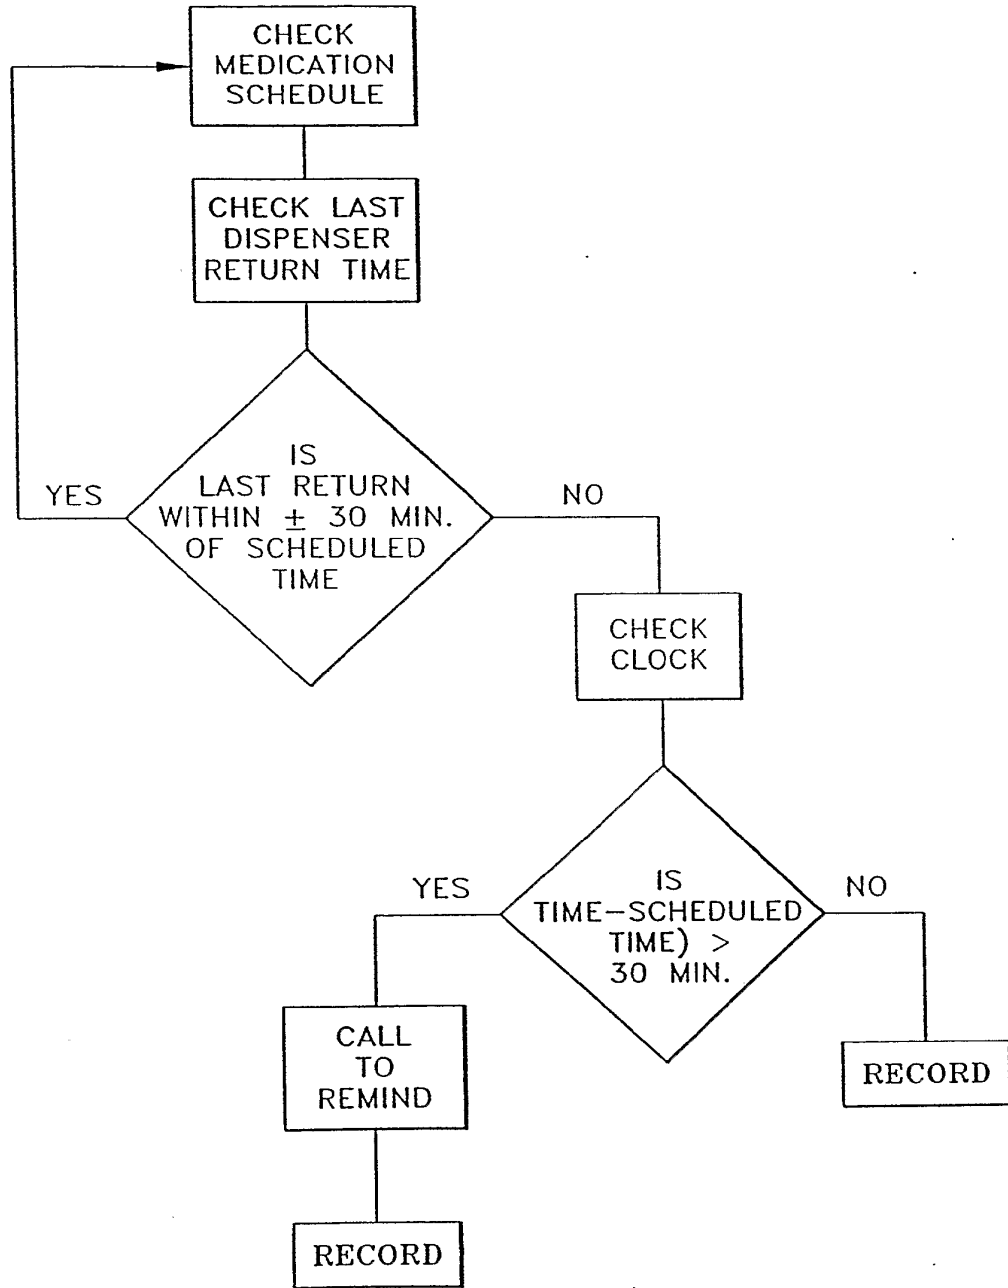 CHECK
MEDICATION
SCHEDULE
CHECK LAST
DISPENSER
RETURN TIME
IS
LAST RETURN
WITHIN ± 30 MIN.
OF SCHEDULED
TIME
YES
NO
CHECK
CLOCK
IS
TIME-SCHEDULED
TIME) >
30 MIN.
YES
NO
CALL
TO
REMIND
RECORD
RECORD